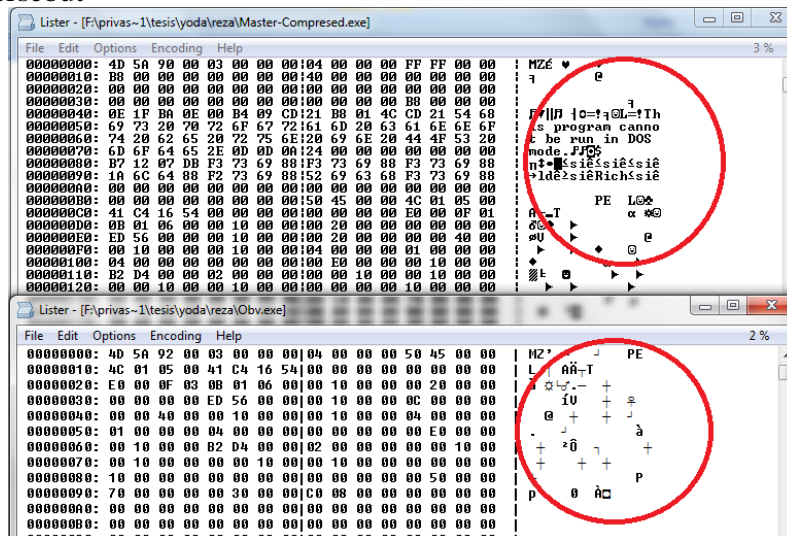 Lister - [F:\privas~1\tesis\yoda\reza\Master-Compresed.exe]
File Edit Options Encoding Help 3 %
00000000: 4D 5A 90 00 03 00 00 00¦04 00 00 00 FF FF 00 00 | MZÉ ♥ ♦
00000010: B8 00 00 00 00 00 00 00¦40 00 00 00 00 00 00 00 | ╕ @
00000020: 00 00 00 00 00 00 00 00¦00 00 00 00 00 00 00 00 |
00000030: 00 00 00 00 00 00 00 00¦00 00 00 00 B8 00 00 00 | ╕
00000040: 0E 1F BA 0E 00 B4 09 CD¦21 B8 01 4C CD 21 54 68 | ♫▼║♫ ┤○=!╕☺L=!Th
00000050: 69 73 20 70 72 6F 67 72¦61 6D 20 63 61 6E 6E 6F | is program canno
00000060: 74 20 62 65 20 72 75 6E¦20 69 6E 20 44 4F 53 20 | t be run in DOS
00000070: 6D 6F 64 65 2E 0D 0D 0A¦24 00 00 00 00 00 00 00 | mode.♪♪◙$
00000080: B7 12 07 DB F3 73 69 88¦F3 73 69 88 F3 73 69 88 | ╖↕•█≤siê≤siê≤siê
00000090: 1A 6C 64 88 F2 73 69 88¦52 69 63 68 F3 73 69 88 | →ldê≥siêRich≤siê
000000A0: 00 00 00 00 00 00 00 00¦00 00 00 00 00 00 00 00 |
000000B0: 00 00 00 00 00 00 00 00¦50 45 00 00 4C 01 05 00 | PE L☺♣
000000C0: 41 C4 16 54 00 00 00 00¦00 00 00 00 E0 00 0F 01 | A─▬T α ☼☺
000000D0: 0B 01 06 00 00 10 00 00¦00 20 00 00 00 00 00 00 | ♂☺♠ ►
000000E0: ED 56 00 00 00 10 00 00¦00 20 00 00 00 00 40 00 | øV ► @
000000F0: 00 10 00 00 00 10 00 00¦04 00 00 00 01 00 00 00 | ► ► ♦ ☺
00000100: 04 00 00 00 00 00 00 00¦00 E0 00 00 00 10 00 00 | ♦ α ►
00000110: B2 D4 00 00 02 00 00 00¦00 00 10 00 00 10 00 00 | ▓╘ ☻ ► ►
00000120: 00 00 10 00 00 10 00 00¦00 00 00 00 10 00 00 00 | ► ► ►
Lister - [F:\privas~1\tesis\yoda\reza\Obv.exe]
File Edit Options Encoding Help 2 %
00000000: 4D 5A 92 00 03 00 00 00|04 00 00 00 50 45 00 00 | MZ’ ┘ PE
00000010: 4C 01 05 00 41 C4 16 54|00 00 00 00 00 00 00 00 | L AÄ┬T
00000020: E0 00 0F 03 0B 01 06 00|00 10 00 00 00 20 00 00 |
00000030: 00 00 00 00 ED 56 00 00|00 10 00 00 0C 00 00 00 | íV ┼ ♀
00000040: 00 00 40 00 00 10 00 00|00 10 00 00 04 00 00 00 | @ ┼ ┼ ┘
00000050: 01 00 00 00 04 00 00 00|00 00 00 00 00 E0 00 00 | ┘ à
00000060: 00 10 00 00 B2 D4 00 00|02 00 00 00 00 00 10 00 | ┼ ²Ô ┐ ┼
00000070: 00 10 00 00 00 00 10 00|00 10 00 00 00 00 00 00 | ┼ ┼ ┼
00000080: 10 00 00 00 00 00 00 00|00 00 00 00 00 50 00 00 | ┼ P
00000090: 70 00 00 00 00 30 00 00|C0 08 00 00 00 00 00 00 | p 0 À◘
000000A0: 00 00 00 00 00 00 00 00|00 00 00 00 00 00 00 00 |
000000B0: 00 00 00 00 00 00 00 00|00 00 00 00 00 00 00 00 |